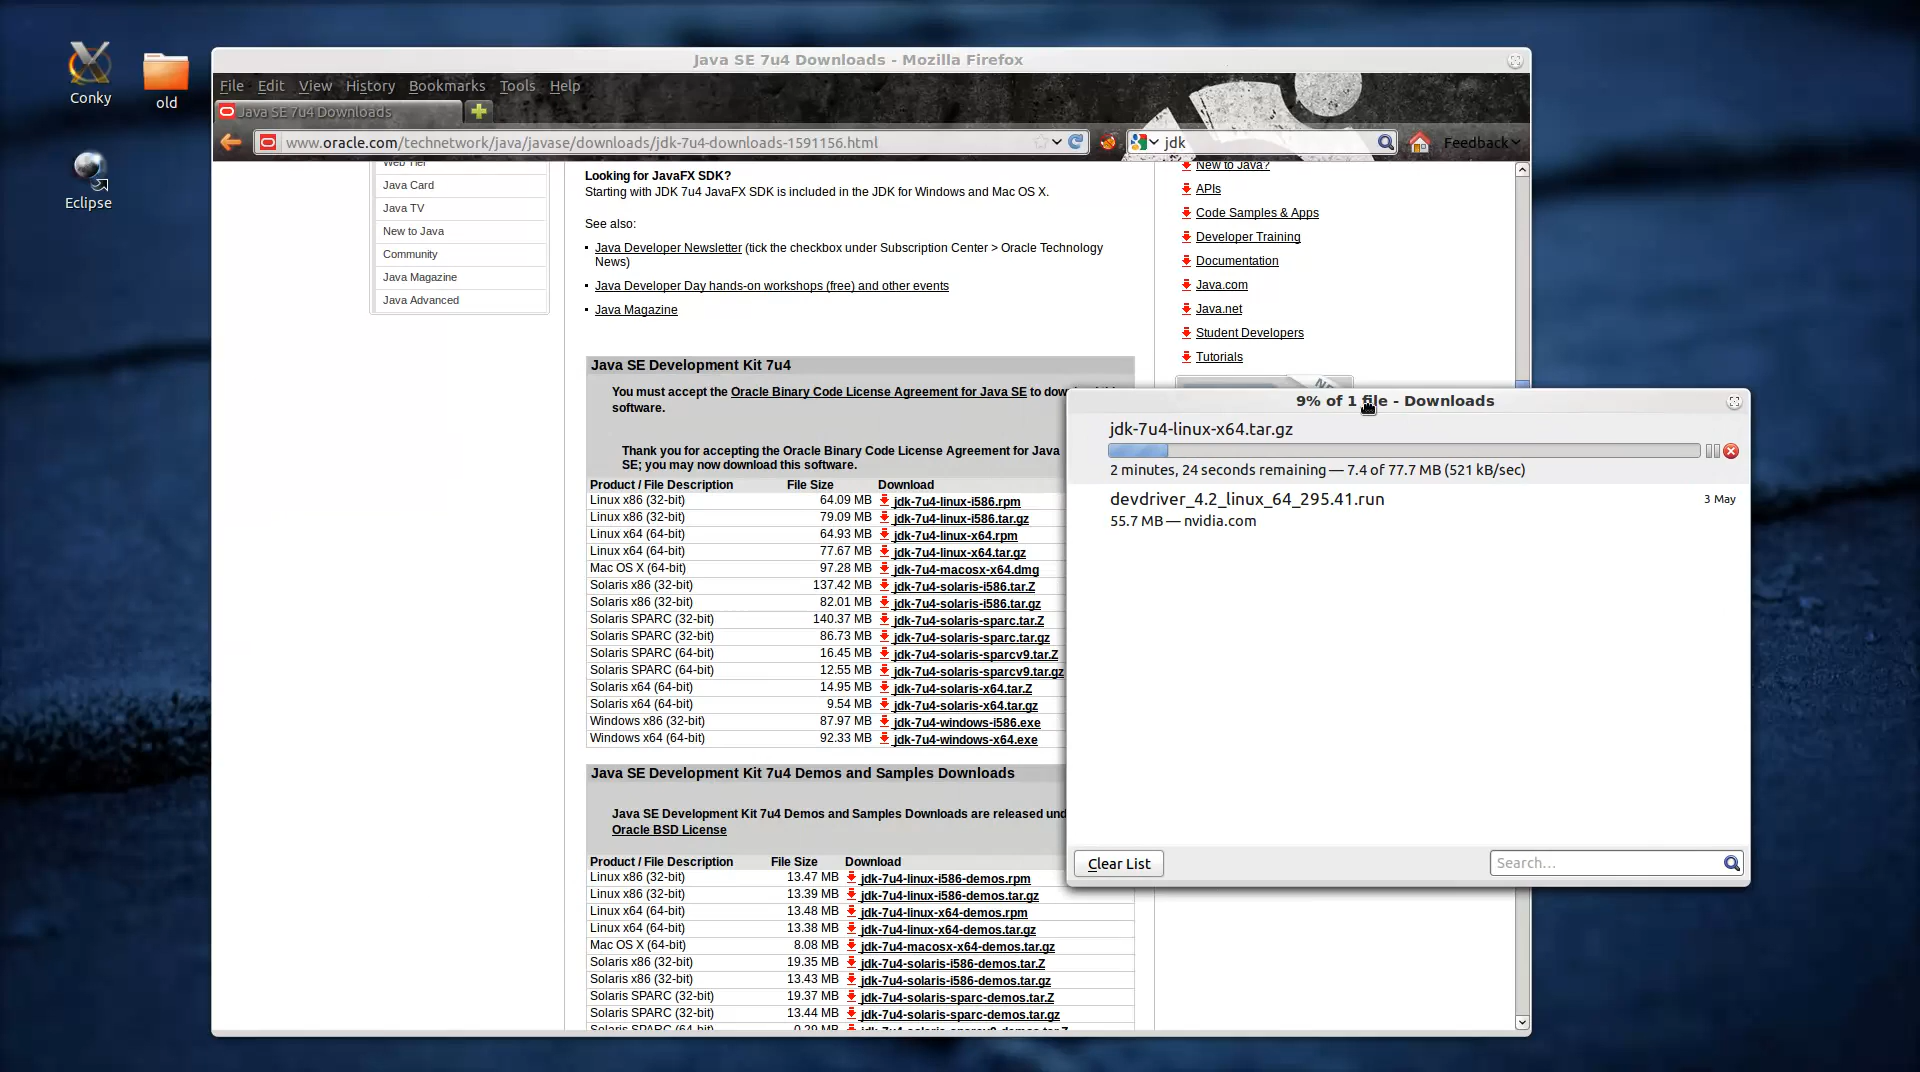 Conky
old
Eclipse
Java SE 7u4 Downloads - Mozilla Firefox
File Edit View History Bookmarks Tools Help
Java SE 7u4 Downloads
www.oracle.com/technetwork/java/javase/downloads/jdk-7u4-downloads-1591156.html
jdk
Feedback
Web Tier
Java Card
Java TV
New to Java
Community
Java Magazine
Java Advanced
Looking for JavaFX SDK?
Starting with JDK 7u4 JavaFX SDK is included in the JDK for Windows and Mac OS X.
See also:
Java Developer Newsletter (tick the checkbox under Subscription Center > Oracle Technology
News)
Java Developer Day hands-on workshops (free) and other events
Java Magazine
New to Java?
APIs
Code Samples & Apps
Developer Training
Documentation
Java.com
Java.net
Student Developers
Tutorials
Java SE Development Kit 7u4
You must accept the Oracle Binary Code License Agreement for Java SE to
software.
Thank you for accepting the Oracle Binary Code License Agreement for Java
SE; you may now download this software.
Product / File Description File Size Download
Linux x86 (32-bit) 64.09 MB jdk-7u4-linux-i586.rpm
Linux x86 (32-bit) 79.09 MB jdk-7u4-linux-i586.tar.gz
Linux x64 (64-bit) 64.93 MB jdk-7u4-linux-x64.rpm
Linux x64 (64-bit) 77.67 MB jdk-7u4-linux-x64.tar.gz
Mac OS X (64-bit) 97.28 MB jdk-7u4-macosx-x64.dmg
Solaris x86 (32-bit) 137.42 MB jdk-7u4-solaris-i586.tar.Z
Solaris x86 (32-bit) 82.01 MB jdk-7u4-solaris-i586.tar.gz
Solaris SPARC (32-bit) 140.37 MB jdk-7u4-solaris-sparc.tar.Z
Solaris SPARC (32-bit) 86.73 MB jdk-7u4-solaris-sparc.tar.gz
Solaris SPARC (64-bit) 16.45 MB jdk-7u4-solaris-sparcv9.tar.Z
Solaris SPARC (64-bit) 12.55 MB jdk-7u4-solaris-sparcv9.tar.gz
Solaris x64 (64-bit) 14.95 MB jdk-7u4-solaris-x64.tar.Z
Solaris x64 (64-bit) 9.54 MB jdk-7u4-solaris-x64.tar.gz
Windows x86 (32-bit) 87.97 MB jdk-7u4-windows-i586.exe
Windows x64 (64-bit) 92.33 MB jdk-7u4-windows-x64.exe
Java SE Development Kit 7u4 Demos and Samples Downloads
Java SE Development Kit 7u4 Demos and Samples Downloads are released
Oracle BSD License
Product / File Description File Size Download
Linux x86 (32-bit) 13.47 MB jdk-7u4-linux-i586-demos.rpm
Linux x86 (32-bit) 13.39 MB jdk-7u4-linux-i586-demos.tar.gz
Linux x64 (64-bit) 13.48 MB jdk-7u4-linux-x64-demos.rpm
Linux x64 (64-bit) 13.38 MB jdk-7u4-linux-x64-demos.tar.gz
Mac OS X (64-bit) 8.08 MB jdk-7u4-macosx-x64-demos.tar.gz
Solaris x86 (32-bit) 19.35 MB jdk-7u4-solaris-i586-demos.tar.Z
Solaris x86 (32-bit) 13.43 MB jdk-7u4-solaris-i586-demos.tar.gz
Solaris SPARC (32-bit) 19.37 MB jdk-7u4-solaris-sparc-demos.tar.Z
Solaris SPARC (32-bit) 13.44 MB jdk-7u4-solaris-sparc-demos.tar.gz
9% of 1 file - Downloads
jdk-7u4-linux-x64.tar.gz
2 minutes, 24 seconds remaining — 7.4 of 77.7 MB (521 kB/sec)
devdriver_4.2_linux_64_295.41.run
3 May
55.7 MB — nvidia.com
Clear List
Search...